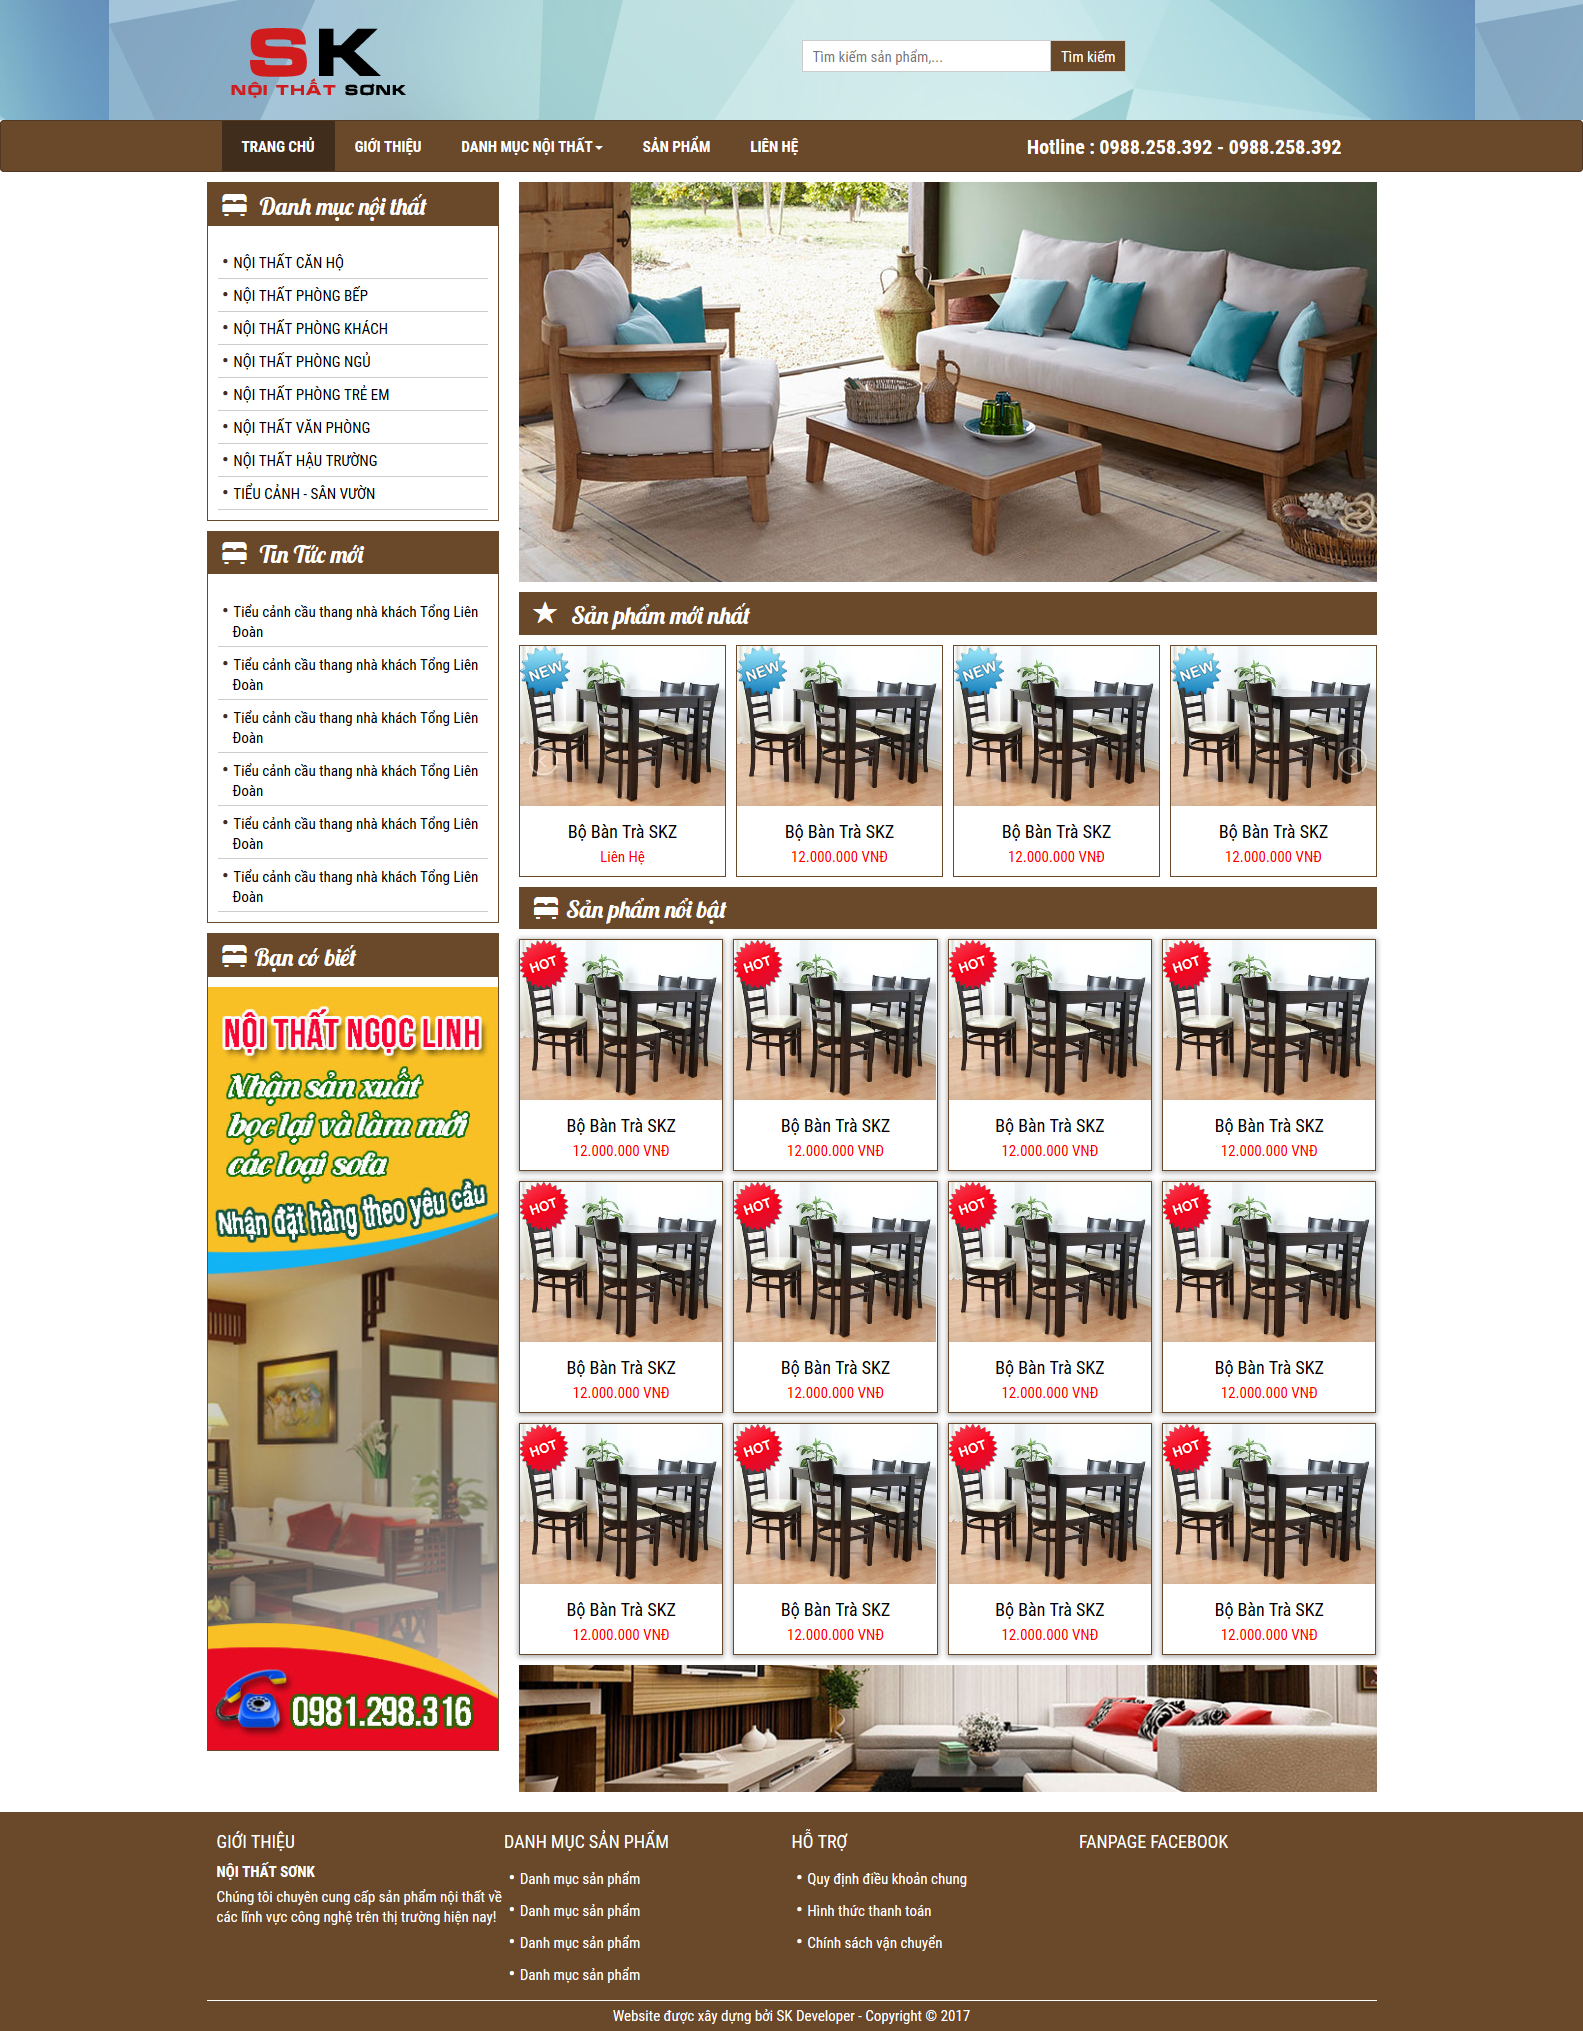 SK
NỘI THẤT SƠNK
Tìm kiếm sản phẩm,...
Tìm kiếm
TRANG CHỦ
GIỚI THIỆU
DANH MỤC NỘI THẤT
SẢN PHẨM
LIÊN HỆ
Hotline : 0988.258.392 - 0988.258.392
Danh mục nội thất
NỘI THẤT CĂN HỘ
NỘI THẤT PHÒNG BẾP
NỘI THẤT PHÒNG KHÁCH
NỘI THẤT PHÒNG NGỦ
NỘI THẤT PHÒNG TRẺ EM
NỘI THẤT VĂN PHÒNG
NỘI THẤT HẬU TRƯỜNG
TIỂU CẢNH - SÂN VƯỜN
Tin Tức mới
Tiểu cảnh cầu thang nhà khách Tổng Liên
Đoàn
Tiểu cảnh cầu thang nhà khách Tổng Liên
Đoàn
Tiểu cảnh cầu thang nhà khách Tổng Liên
Đoàn
Tiểu cảnh cầu thang nhà khách Tổng Liên
Đoàn
Tiểu cảnh cầu thang nhà khách Tổng Liên
Đoàn
Tiểu cảnh cầu thang nhà khách Tổng Liên
Đoàn
Bạn có biết
NỘI THẤT NGỌC LINH
Nhận sản xuất
bọc lại và làm mới
các loại sofa
Nhận đặt hàng theo yêu cầu
0981.298.316
Sản phẩm mới nhất
NEW
NEW
NEW
NEW
Bộ Bàn Trà SKZ
Liên Hệ
Bộ Bàn Trà SKZ
12.000.000 VNĐ
Bộ Bàn Trà SKZ
12.000.000 VNĐ
Bộ Bàn Trà SKZ
12.000.000 VNĐ
Sản phẩm nổi bật
HOT
HOT
HOT
HOT
Bộ Bàn Trà SKZ
12.000.000 VNĐ
Bộ Bàn Trà SKZ
12.000.000 VNĐ
Bộ Bàn Trà SKZ
12.000.000 VNĐ
Bộ Bàn Trà SKZ
12.000.000 VNĐ
HOT
HOT
HOT
HOT
Bộ Bàn Trà SKZ
12.000.000 VNĐ
Bộ Bàn Trà SKZ
12.000.000 VNĐ
Bộ Bàn Trà SKZ
12.000.000 VNĐ
Bộ Bàn Trà SKZ
12.000.000 VNĐ
HOT
HOT
HOT
HOT
Bộ Bàn Trà SKZ
12.000.000 VNĐ
Bộ Bàn Trà SKZ
12.000.000 VNĐ
Bộ Bàn Trà SKZ
12.000.000 VNĐ
Bộ Bàn Trà SKZ
12.000.000 VNĐ
GIỚI THIỆU
NỘI THẤT SƠNK
Chúng tôi chuyên cung cấp sản phẩm nội thất về
các lĩnh vực công nghệ trên thị trường hiện nay!
DANH MỤC SẢN PHẨM
Danh mục sản phẩm
Danh mục sản phẩm
Danh mục sản phẩm
Danh mục sản phẩm
HỖ TRỢ
Quy định điều khoản chung
Hình thức thanh toán
Chính sách vận chuyển
FANPAGE FACEBOOK
Website được xây dựng bởi SK Developer - Copyright © 2017